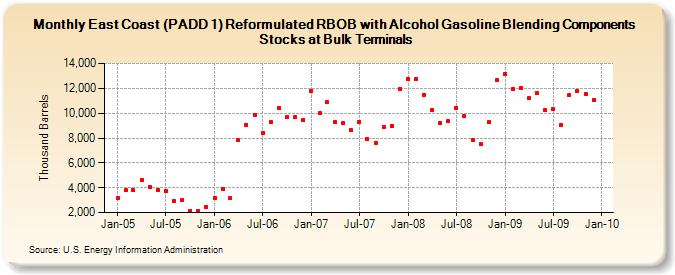 Monthly East Coast (PADD 1) Reformulated RBOB with Alcohol Gasoline Blending Components
Stocks at Bulk Terminals
Thousand Barrels
14,000
12,000
10,000
8,000
6,000
4,000
2,000
Jan-05 Jul-05 Jan-06 Jul-06 Jan-07 Jul-07 Jan-08 Jul-08 Jan-09 Jul-09 Jan-10
Source: U.S. Energy Information Administration